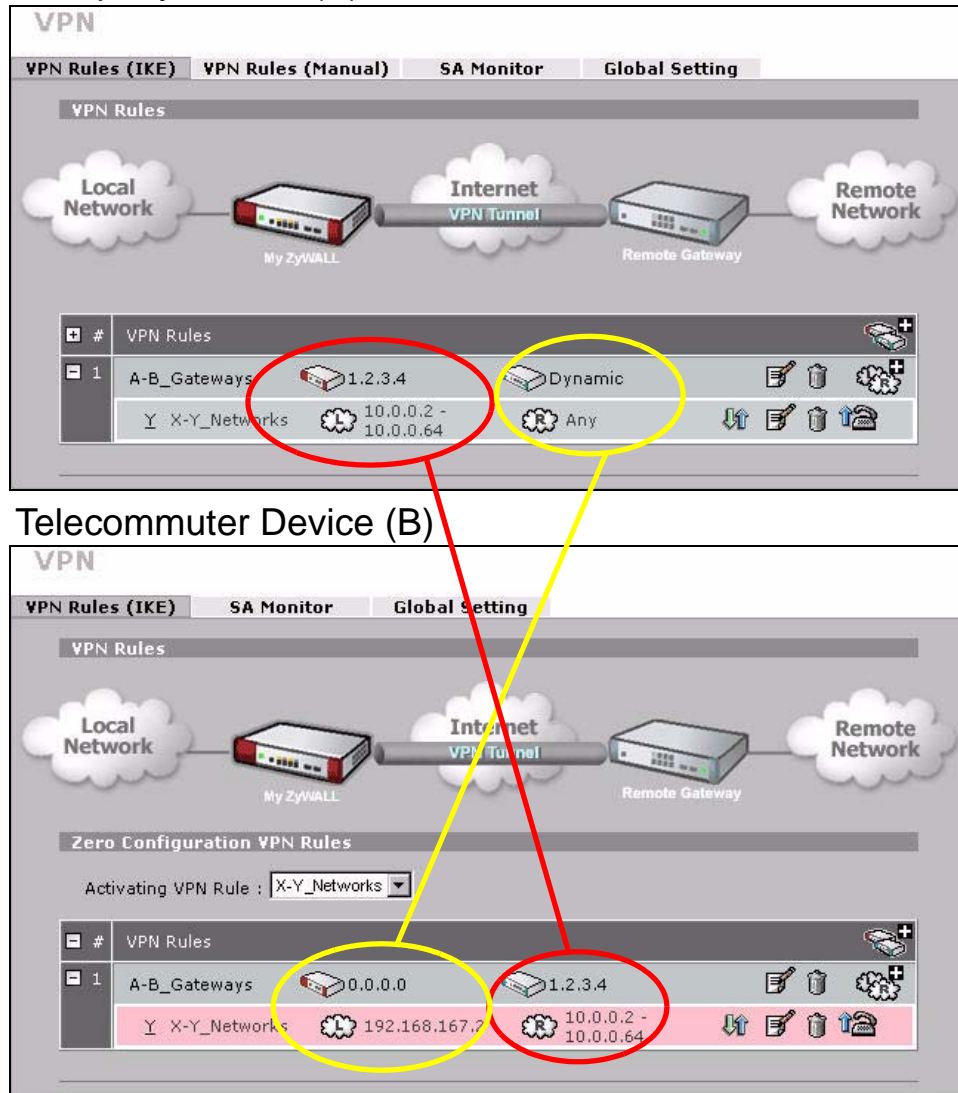 VPN
VPN Rules (IKE) VPN Rules (Manual) SA Monitor Global Setting
VPN Rules
Local Network
My ZyWALL
Internet
VPN Tunnel
Remote Gateway
Remote Network
# VPN Rules
1 A-B_Gateways 1.2.3.4 Dynamic
Y X-Y_Networks L 10.0.0.2 - 10.0.0.64 R Any
Telecommuter Device (B)
VPN
VPN Rules (IKE) SA Monitor Global Setting
VPN Rules
Local Network
My ZyWALL
Internet
VPN Tunnel
Remote Gateway
Remote Network
Zero Configuration VPN Rules
Activating VPN Rule : X-Y_Networks
# VPN Rules
1 A-B_Gateways 0.0.0.0 1.2.3.4
Y X-Y_Networks L 192.168.167.2 R 10.0.0.2 - 10.0.0.64